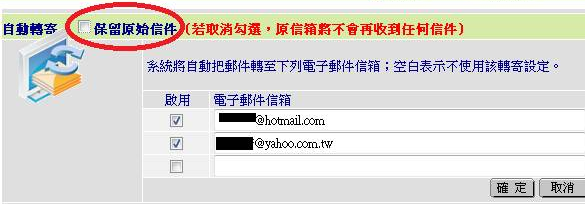 自動轉寄 保留原始信件 (若取消勾選，原信箱將不會再收到任何信件)
系統將自動把郵件轉至下列電子郵件信箱；空白表示不使用該轉寄設定。
啟用 電子郵件信箱
@hotmail.com
@yahoo.com.tw
確定 取消